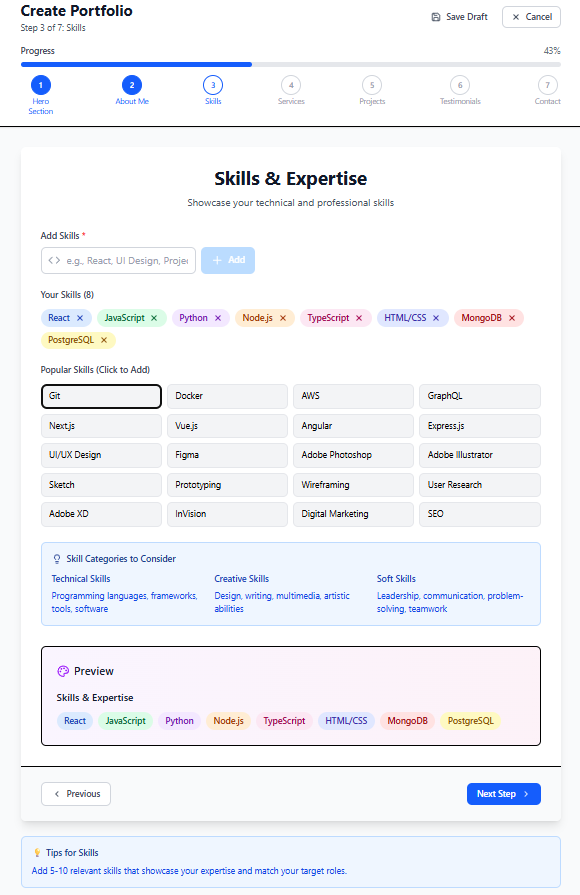 Create Portfolio
Step 3 of 7: Skills
Save Draft
Cancel
Progress
43%
1
2
3
4
5
6
7
Hero Section
About Me
Skills
Services
Projects
Testimonials
Contact
Skills & Expertise
Showcase your technical and professional skills
Add Skills *
e.g., React, UI Design, Projec
Add
Your Skills (8)
React JavaScript Python Node.js TypeScript HTML/CSS MongoDB
PostgreSQL
Popular Skills (Click to Add)
Git Docker AWS GraphQL
Next.js Vue.js Angular Express.js
UI/UX Design Figma Adobe Photoshop Adobe Illustrator
Sketch Prototyping Wireframing User Research
Adobe XD InVision Digital Marketing SEO
Skill Categories to Consider
Technical Skills
Programming languages, frameworks,
tools, software
Creative Skills
Design, writing, multimedia, artistic
abilities
Soft Skills
Leadership, communication, problem-
solving, teamwork
Preview
Skills & Expertise
React JavaScript Python Node.js TypeScript HTML/CSS MongoDB PostgreSQL
Previous
Next Step
Tips for Skills
Add 5-10 relevant skills that showcase your expertise and match your target roles.